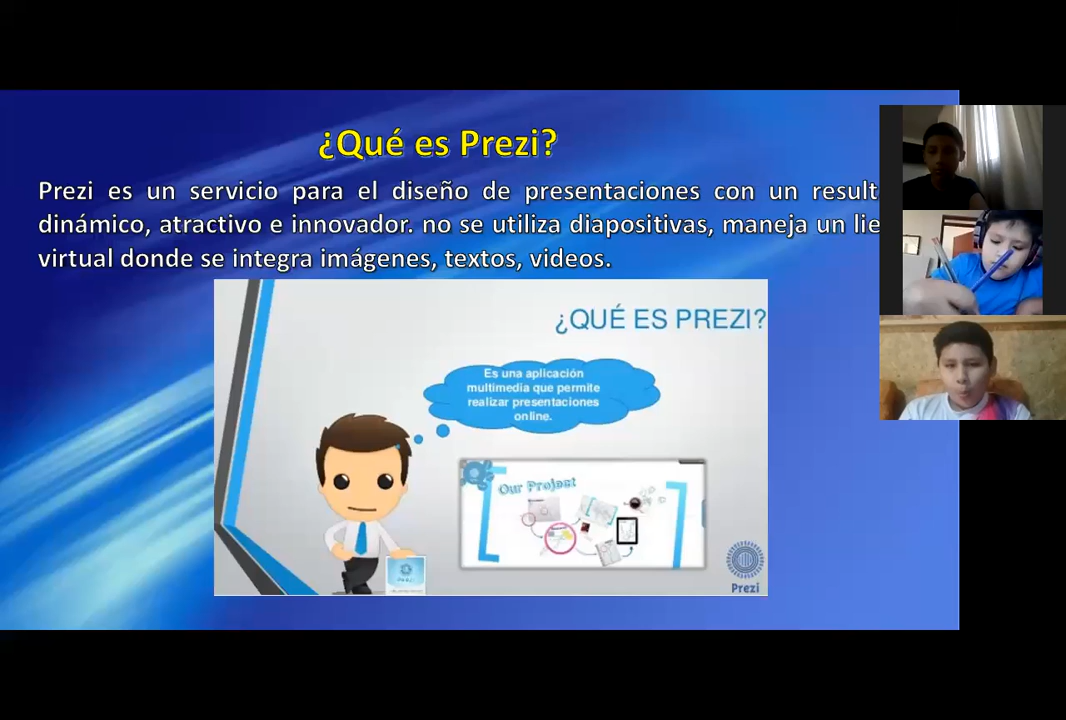 ¿Qué es Prezi?
Prezi es un servicio para el diseño de presentaciones con un result
dinámico, atractivo e innovador. no se utiliza diapositivas, maneja un lie
virtual donde se integra imágenes, textos, videos.
¿QUÉ ES PREZI?
Es una aplicación
multimedia que permite
realizar presentaciones
online.
Our Project
PREZI
Prezi